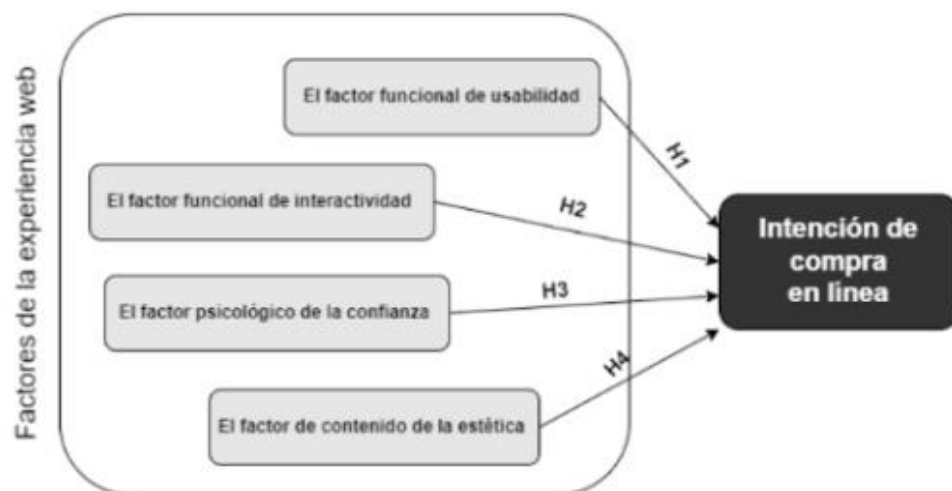 Factores de la experiencia web
El factor funcional de usabilidad
H1
El factor funcional de interactividad
H2
Intención de
compra
en linea
El factor psicológico de la confianza
H3
H4
El factor de contenido de la estética